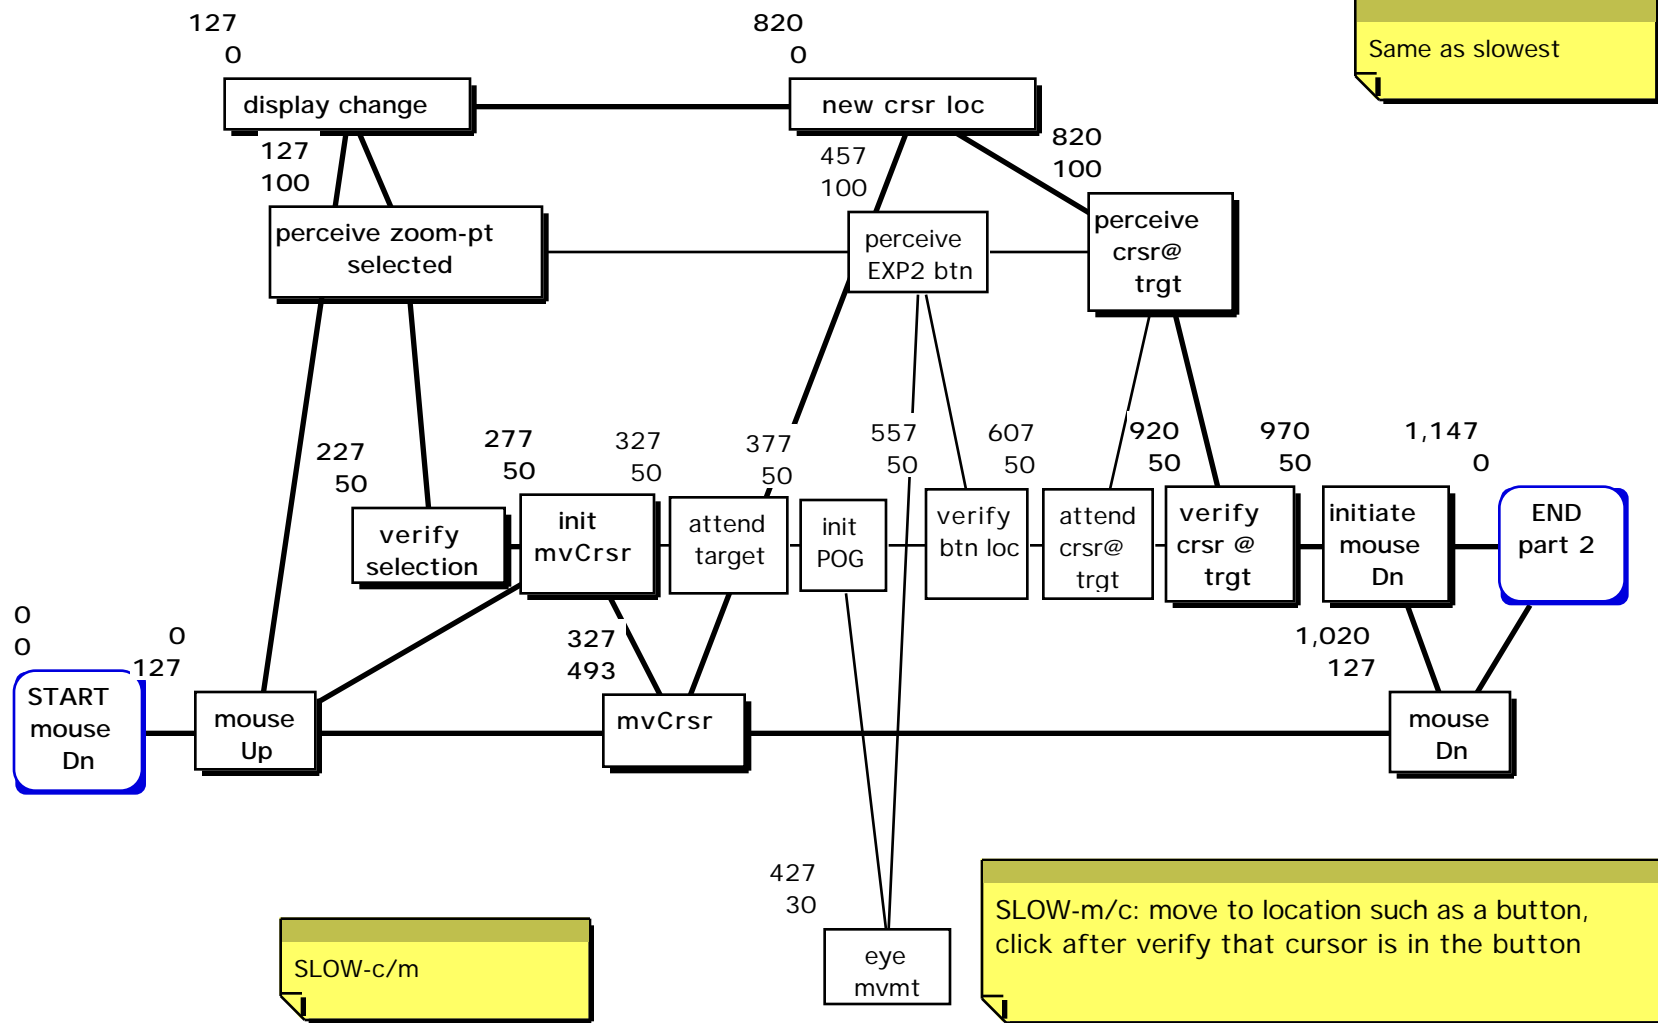 127
0
820
0
Same as slowest
display change
new crsr loc
127
100
457
100
820
100
perceive zoom-pt
selected
perceive
EXP2 btn
perceive
crsr@
trgt
227
50
277
50
327
50
377
50
557
50
607
50
920
50
970
50
1,147
0
verify
selection
init
mvCrsr
attend
target
init
POG
verify
btn loc
attend
crsr@
trgt
verify
crsr @
trgt
initiate
mouse
Dn
END
part 2
0
0
0
127
327
493
1,020
127
START
mouse
Dn
mouse
Up
mvCrsr
mouse
Dn
427
30
eye
mvmt
SLOW-c/m
SLOW-m/c: move to location such as a button,
click after verify that cursor is in the button